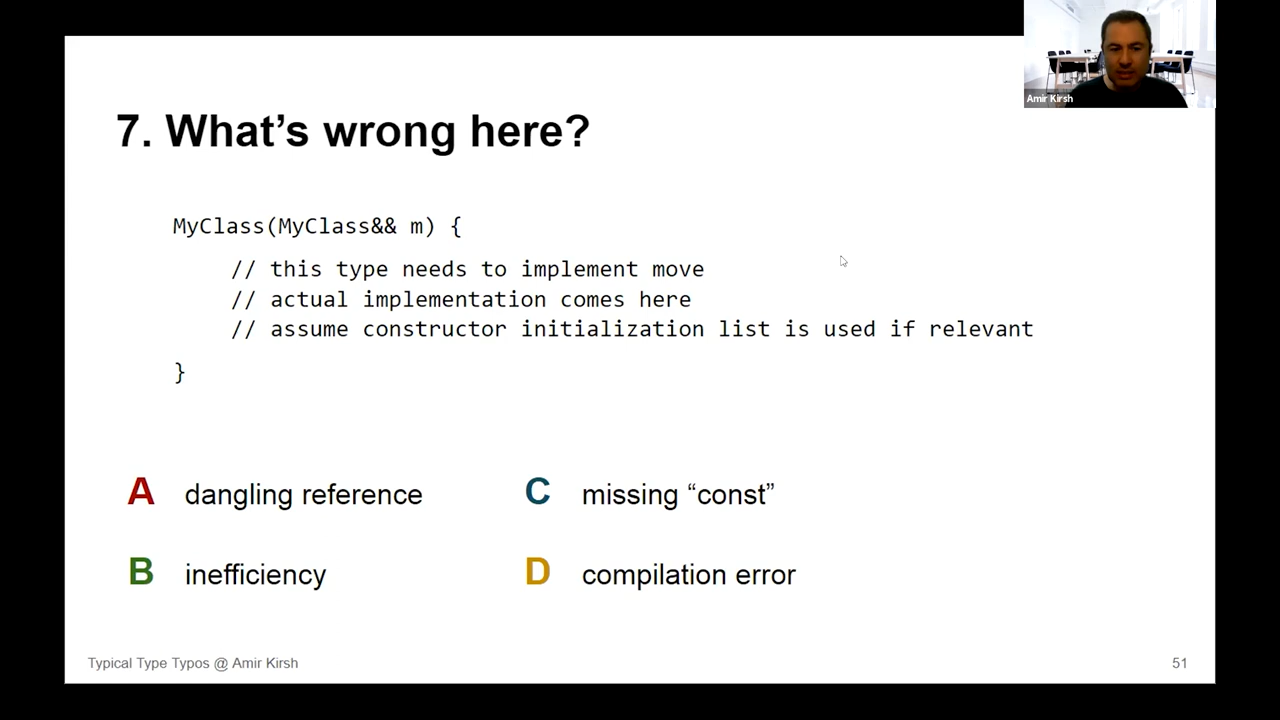 Amir Kirsh
7. What’s wrong here?
MyClass(MyClass&& m) {
// this type needs to implement move
// actual implementation comes here
// assume constructor initialization list is used if relevant
}
A dangling reference
C missing “const”
B inefficiency
D compilation error
Typical Type Typos @ Amir Kirsh
51